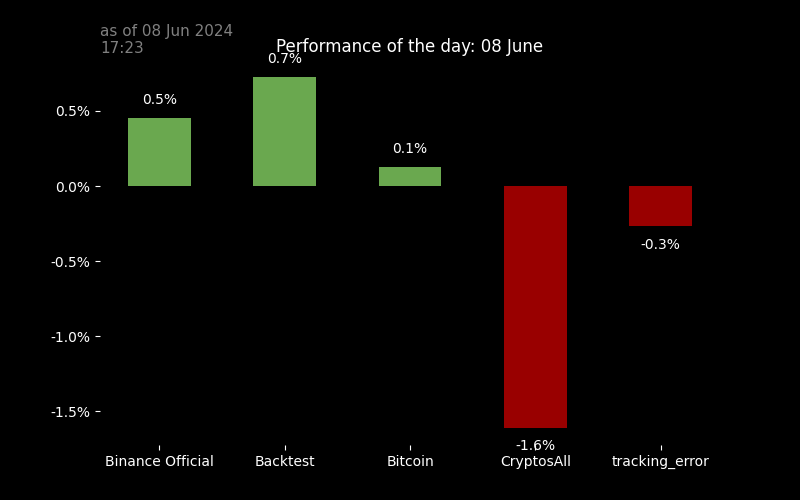 as of 08 Jun 2024
17:23
Performance of the day: 08 June
0.7%
0.5%
0.5%
0.1%
0.0%
-0.3%
-0.5%
-1.0%
-1.5%
-1.6%
Binance Official
Backtest
Bitcoin
CryptosAll
tracking_error